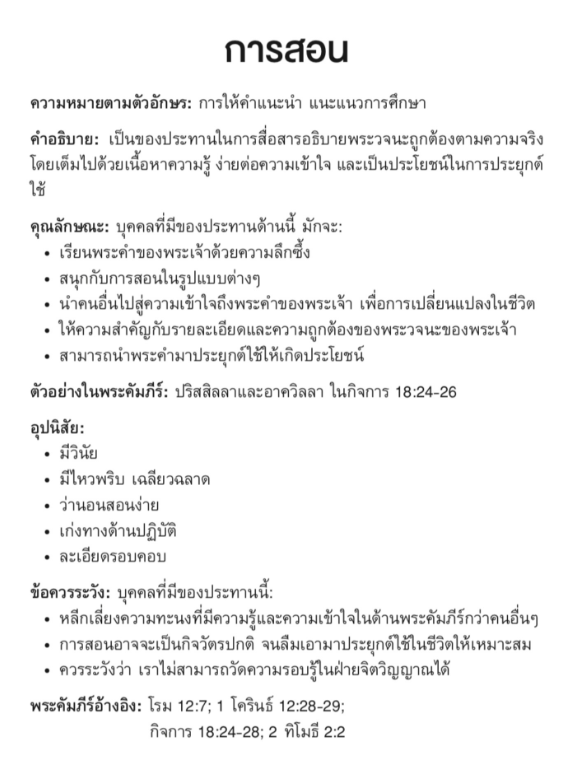 การสอน
ความหมายตามตัวอักษร: การให้คำแนะนำ แนะแนวการศึกษา
คำอธิบาย: เป็นของประทานในการสื่อสารอธิบายพระวจนะถูกต้องตามความจริง
โดยเต็มไปด้วยเนื้อหาความรู้ ง่ายต่อความเข้าใจ และเป็นประโยชน์ในการประยุกต์
ใช้
คุณลักษณะ: บุคคลที่มีของประทานด้านนี้ มักจะ:
• เรียนพระคำของพระเจ้าด้วยความลึกซึ้ง
• สนุกกับการสอนในรูปแบบต่างๆ
• นำคนอื่นไปสู่ความเข้าใจถึงพระคำของพระเจ้า เพื่อการเปลี่ยนแปลงในชีวิต
• ให้ความสำคัญกับรายละเอียดและความถูกต้องของพระวจนะของพระเจ้า
• สามารถนำพระคำมาประยุกต์ใช้ให้เกิดประโยชน์
ตัวอย่างในพระคัมภีร์: ปริสสิลลาและอาควิลลา ในกิจการ 18:24-26
อุปนิสัย:
• มีวินัย
• มีไหวพริบ เฉลียวฉลาด
• ว่านอนสอนง่าย
• เก่งทางด้านปฏิบัติ
• ละเอียดรอบคอบ
ข้อควรระวัง: บุคคลที่มีของประทานนี้:
• หลีกเลี่ยงความทะนงที่มีความรู้และความเข้าใจในด้านพระคัมภีร์กว่าคนอื่นๆ
• การสอนอาจจะเป็นกิจวัตรปกติ จนลืมเอามาประยุกต์ใช้ในชีวิตให้เหมาะสม
• ควรระวังว่า เราไม่สามารถวัดความรอบรู้ในฝ่ายจิตวิญญาณได้
พระคัมภีร์อ้างอิง: โรม 12:7; 1 โครินธ์ 12:28-29;
กิจการ 18:24-28; 2 ทิโมธี 2:2